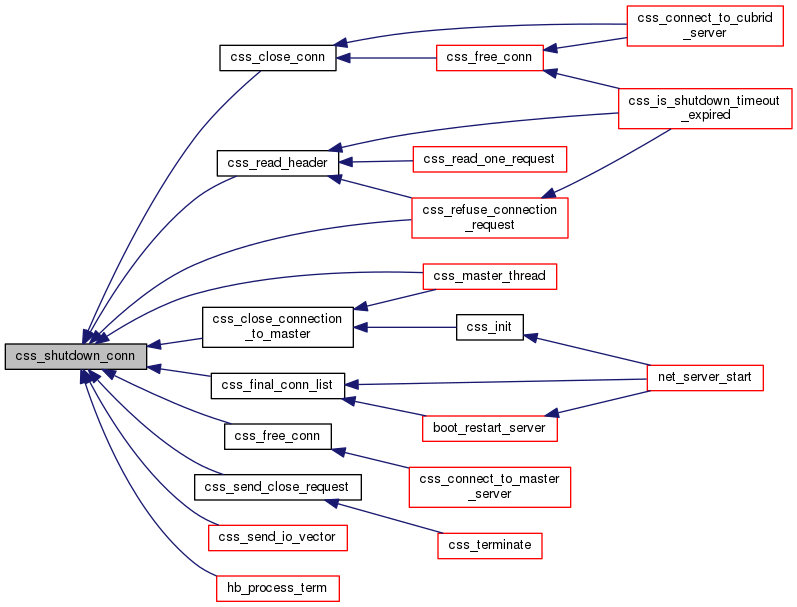 css_connect_to_cubrid
_server
css_close_conn
css_free_conn
css_is_shutdown_timeout
_expired
css_read_header
css_read_one_request
css_refuse_connection
_request
css_master_thread
css_close_connection
_to_master
css_init
css_shutdown_conn
css_final_conn_list
net_server_start
boot_restart_server
css_free_conn
css_connect_to_master
_server
css_send_close_request
css_send_io_vector
css_terminate
hb_process_term